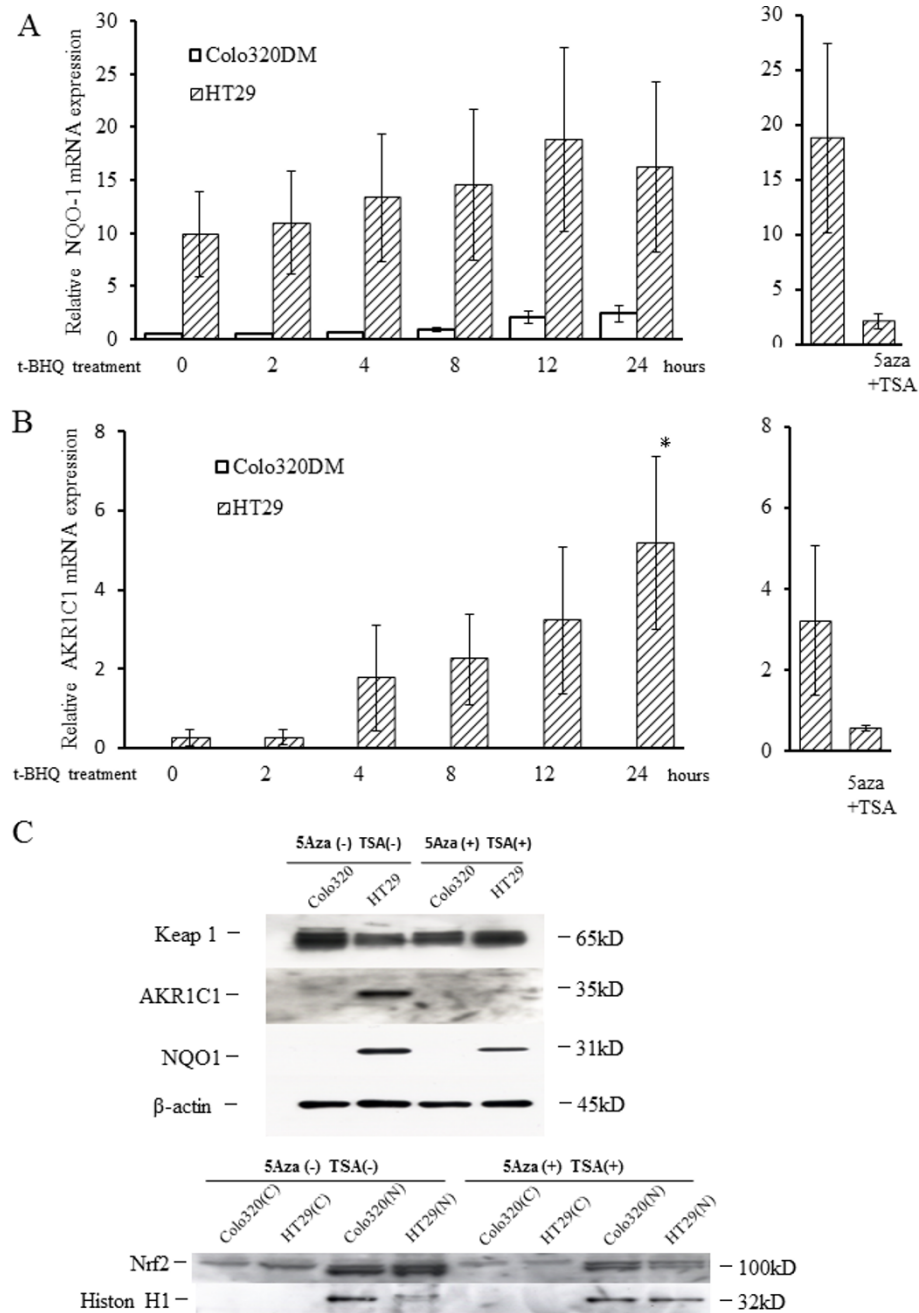 A
Relative NQO-1 mRNA expression
30
25
20
15
10
5
0
Colo320DM
HT29
t-BHQ treatment 0 2 4 8 12 24 hours
30
25
20
15
10
5
0
5aza
+TSA
B
Relative AKR1C1 mRNA expression
8
6
4
2
0
Colo320DM
HT29
*
t-BHQ treatment 0 2 4 8 12 24 hours
8
6
4
2
0
5aza
+TSA
C
5Aza (-) TSA(-) 5Aza (+) TSA(+)
Colo320 HT29 Colo320 HT29
Keap 1 – – 65kD
AKR1C1 – – 35kD
NQO1 – – 31kD
β-actin – – 45kD
5Aza (-) TSA(-) 5Aza (+) TSA(+)
Colo320(C) HT29(C) Colo320(N) HT29(N) Colo320(C) HT29(C) Colo320(N) HT29(N)
Nrf2 – – 100kD
Histon H1 – – 32kD